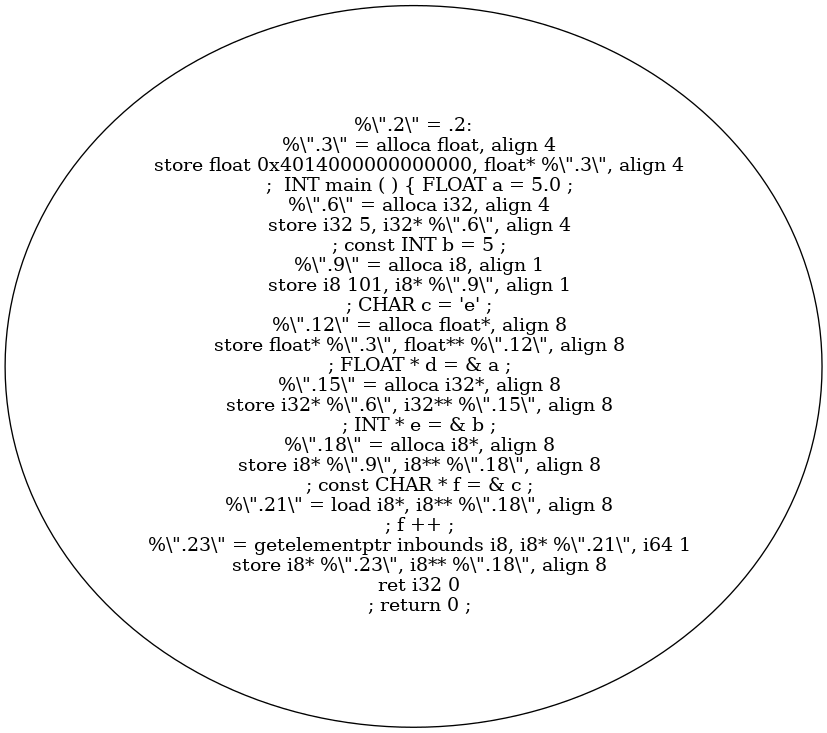 %\".2\" = .2:
%\".3\" = alloca float, align 4
store float 0x4014000000000000, float* %\".3\", align 4
;  INT main ( ) { FLOAT a = 5.0 ;
%\".6\" = alloca i32, align 4
store i32 5, i32* %\".6\", align 4
; const INT b = 5 ;
%\".9\" = alloca i8, align 1
store i8 101, i8* %\".9\", align 1
; CHAR c = 'e' ;
%\".12\" = alloca float*, align 8
store float* %\".3\", float** %\".12\", align 8
; FLOAT * d = & a ;
%\".15\" = alloca i32*, align 8
store i32* %\".6\", i32** %\".15\", align 8
; INT * e = & b ;
%\".18\" = alloca i8*, align 8
store i8* %\".9\", i8** %\".18\", align 8
; const CHAR * f = & c ;
%\".21\" = load i8*, i8** %\".18\", align 8
; f ++ ;
%\".23\" = getelementptr inbounds i8, i8* %\".21\", i64 1
store i8* %\".23\", i8** %\".18\", align 8
ret i32 0
; return 0 ;